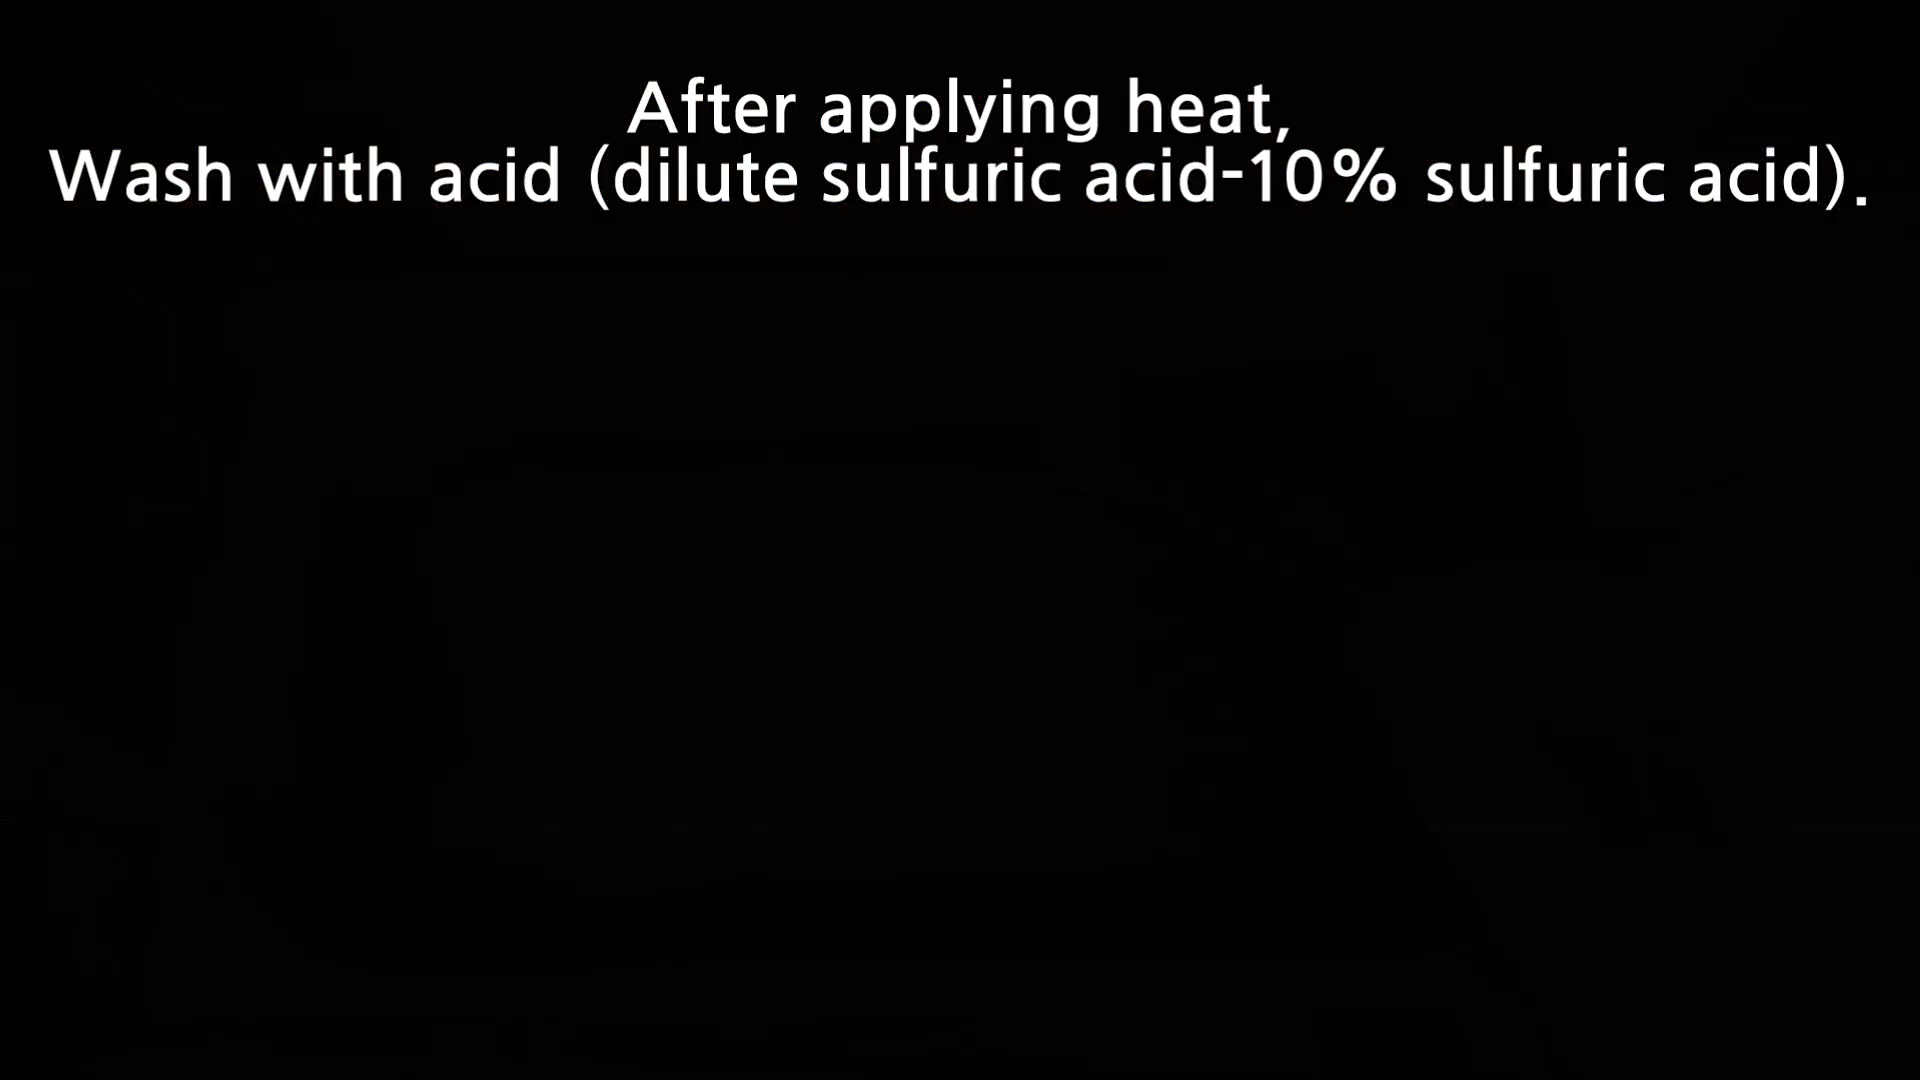 After applying heat,
Wash with acid (dilute sulfuric acid-10% sulfuric acid).